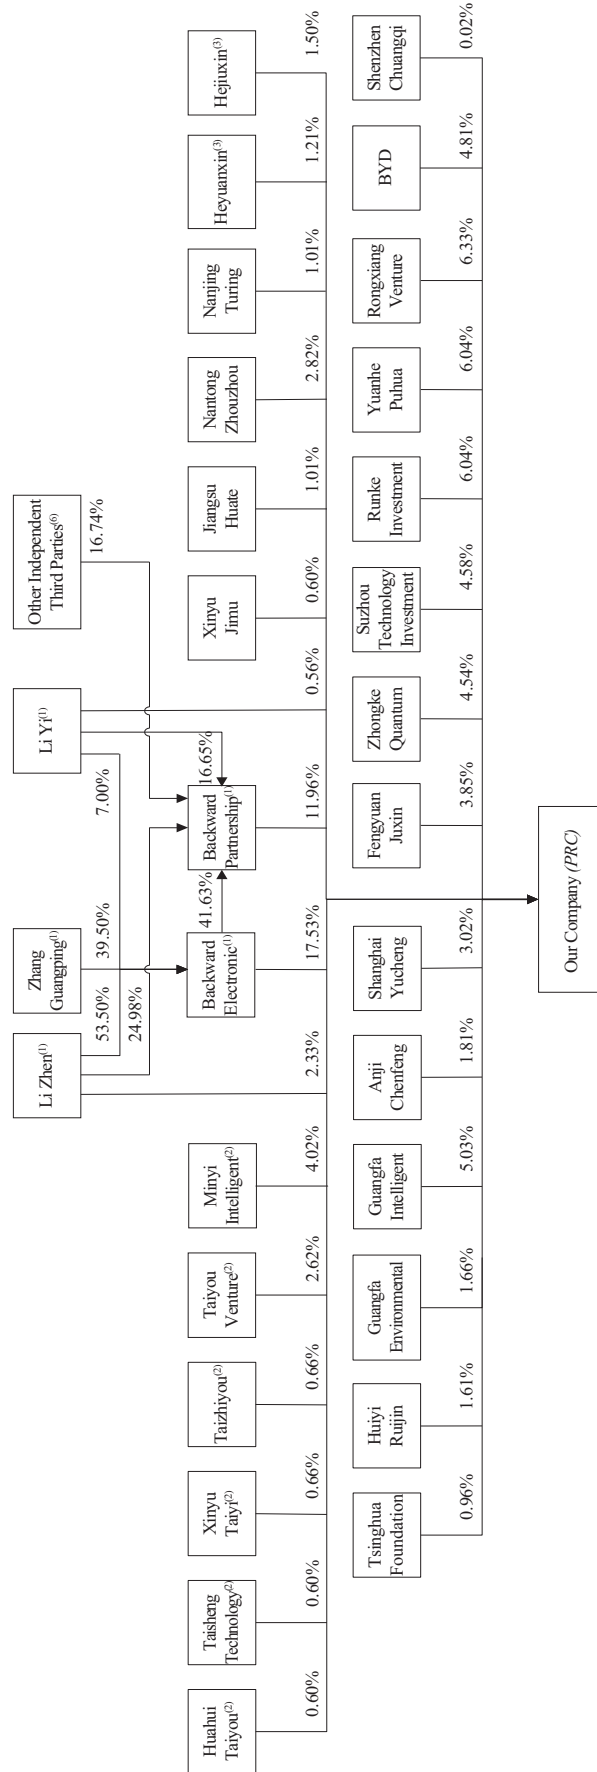 Li Zhen(1)
Zhang
Guangping(1)
Li Yi(1)
Other Independent
Third Parties(6)
53.50%
39.50%
7.00%
16.74%
24.98%
Backward
Electronic(1)
41.63%
Backward
Partnership(1)
16.65%
Huahui
Taiyou(2)
Taisheng
Technology(2)
Xinyu
Taiyi(2)
Taizhiyou(2)
Taiyou
Venture(2)
Minyi
Intelligent(2)
Xinyu
Jimu
Jiangsu
Huate
Nantong
Zhouzhou
Nanjing
Turing
Heyuanxin(3)
Hejiuxin(3)
0.60%
0.60%
0.66%
0.66%
2.62%
4.02%
2.33%
17.53%
11.96%
0.56%
0.60%
1.01%
2.82%
1.01%
1.21%
1.50%
Tsinghua
Foundation
Huiyi
Ruijin
Guangfa
Environmental
Guangfa
Intelligent
Anji
Chenfeng
Shanghai
Yucheng
Fengyuan
Juxin
Zhongke
Quantum
Suzhou
Technology
Investment
Runke
Investment
Yuanhe
Puhua
Rongxiang
Venture
BYD
Shenzhen
Chuangqi
0.96%
1.61%
1.66%
5.03%
1.81%
3.02%
3.85%
4.54%
4.58%
6.04%
6.04%
6.33%
4.81%
0.02%
Our Company (PRC)